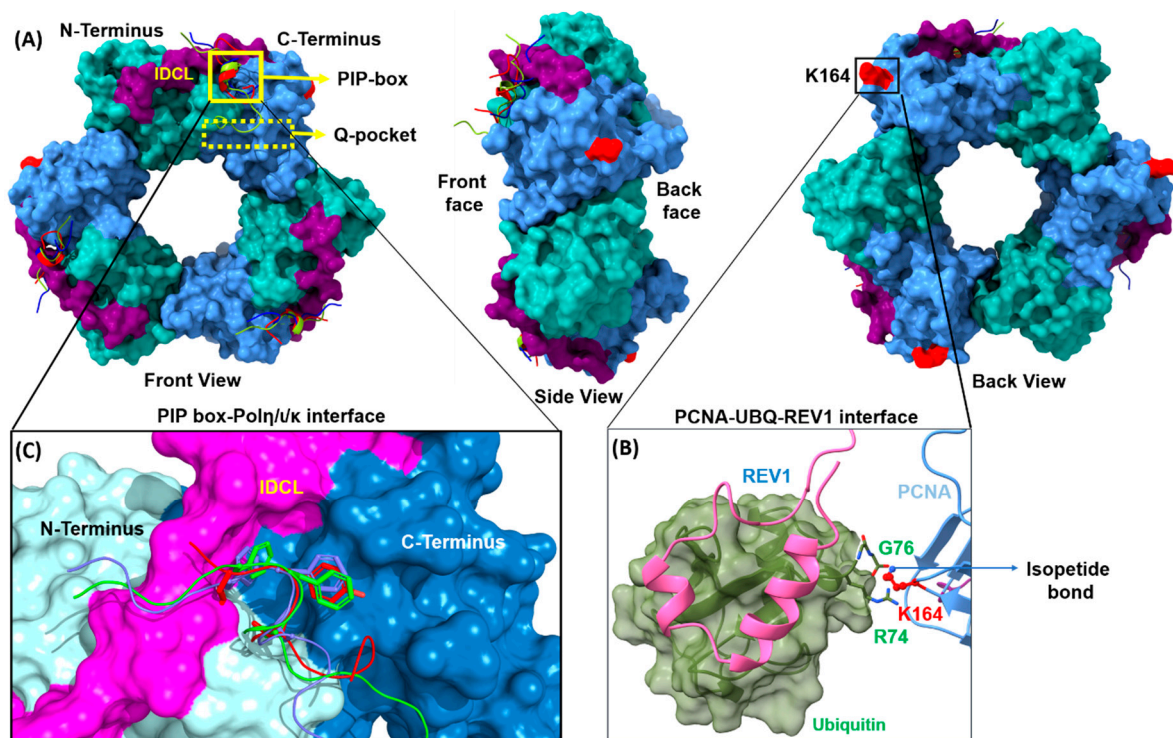 (A)
N-Terminus
C-Terminus
IDCL
PIP-box
Q-pocket
Front View
Front
face
Back
face
Side View
K164
Back View
PIP box-Polη/ι/κ interface
(C)
IDCL
N-Terminus
C-Terminus
PCNA-UBQ-REV1 interface
(B)
REV1
PCNA
G76
K164
R74
Isopetide
bond
Ubiquitin